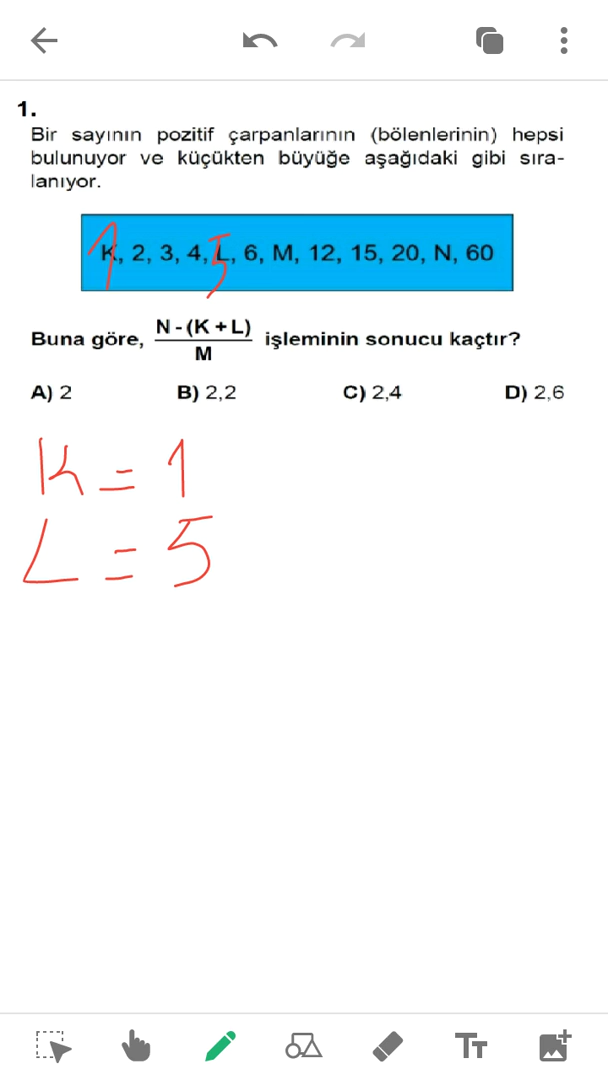 1.
Bir sayının pozitif çarpanlarının (bölenlerinin) hepsi
bulunuyor ve küçükten büyüğe aşağıdaki gibi sıra-
lanıyor.
1 5
K, 2, 3, 4, L, 6, M, 12, 15, 20, N, 60
Buna göre, N - (K + L) / M işleminin sonucu kaçtır?
A) 2 B) 2,2 C) 2,4 D) 2,6
K = 1
L = 5
TT